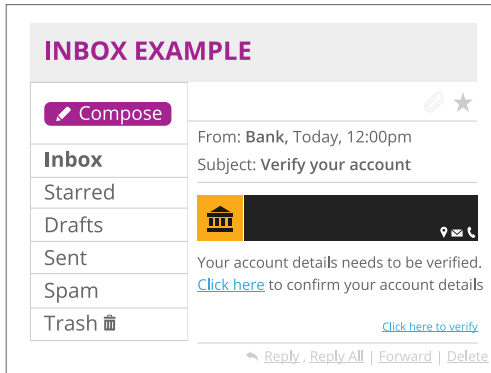 INBOX EXAMPLE
Compose
Inbox
Starred
Drafts
Sent
Spam
Trash
From: Bank, Today, 12:00pm
Subject: Verify your account
Your account details needs to be verified.
Click here to confirm your account details
Click here to verify
Reply , Reply All | Forward | Delete